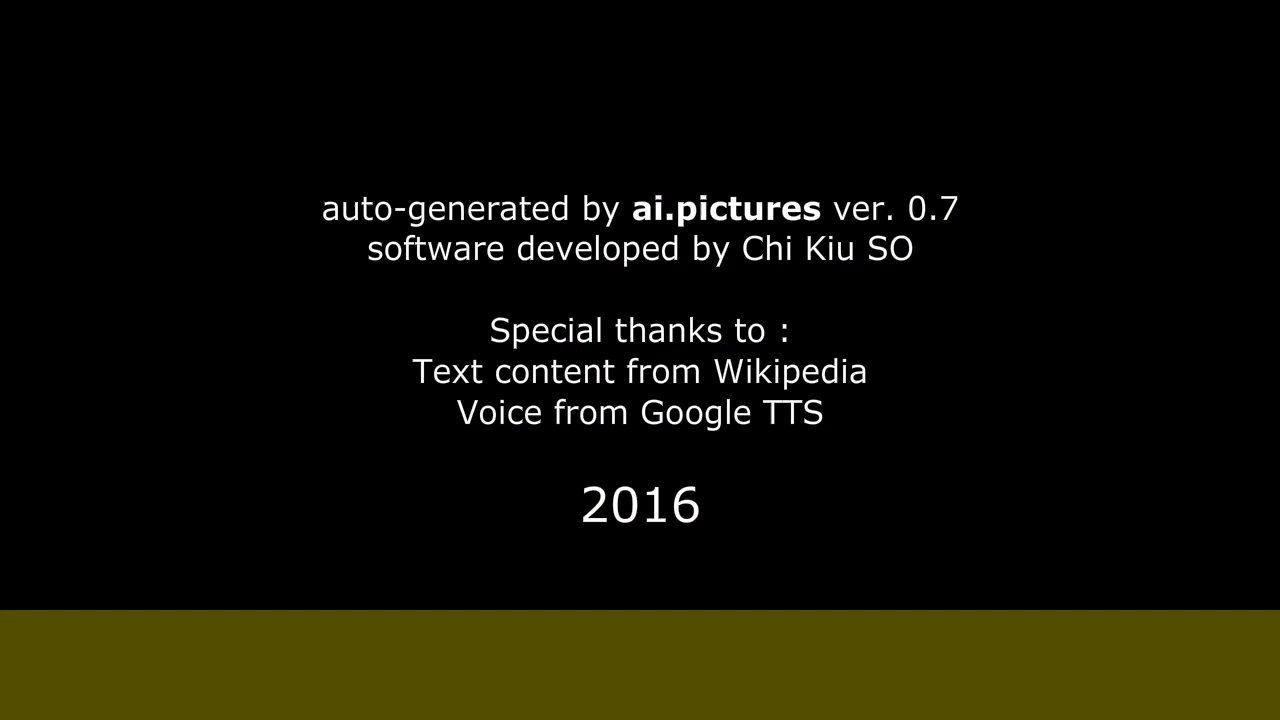 auto-generated by ai.pictures ver. 0.7
software developed by Chi Kiu SO
Special thanks to :
Text content from Wikipedia
Voice from Google TTS
2016